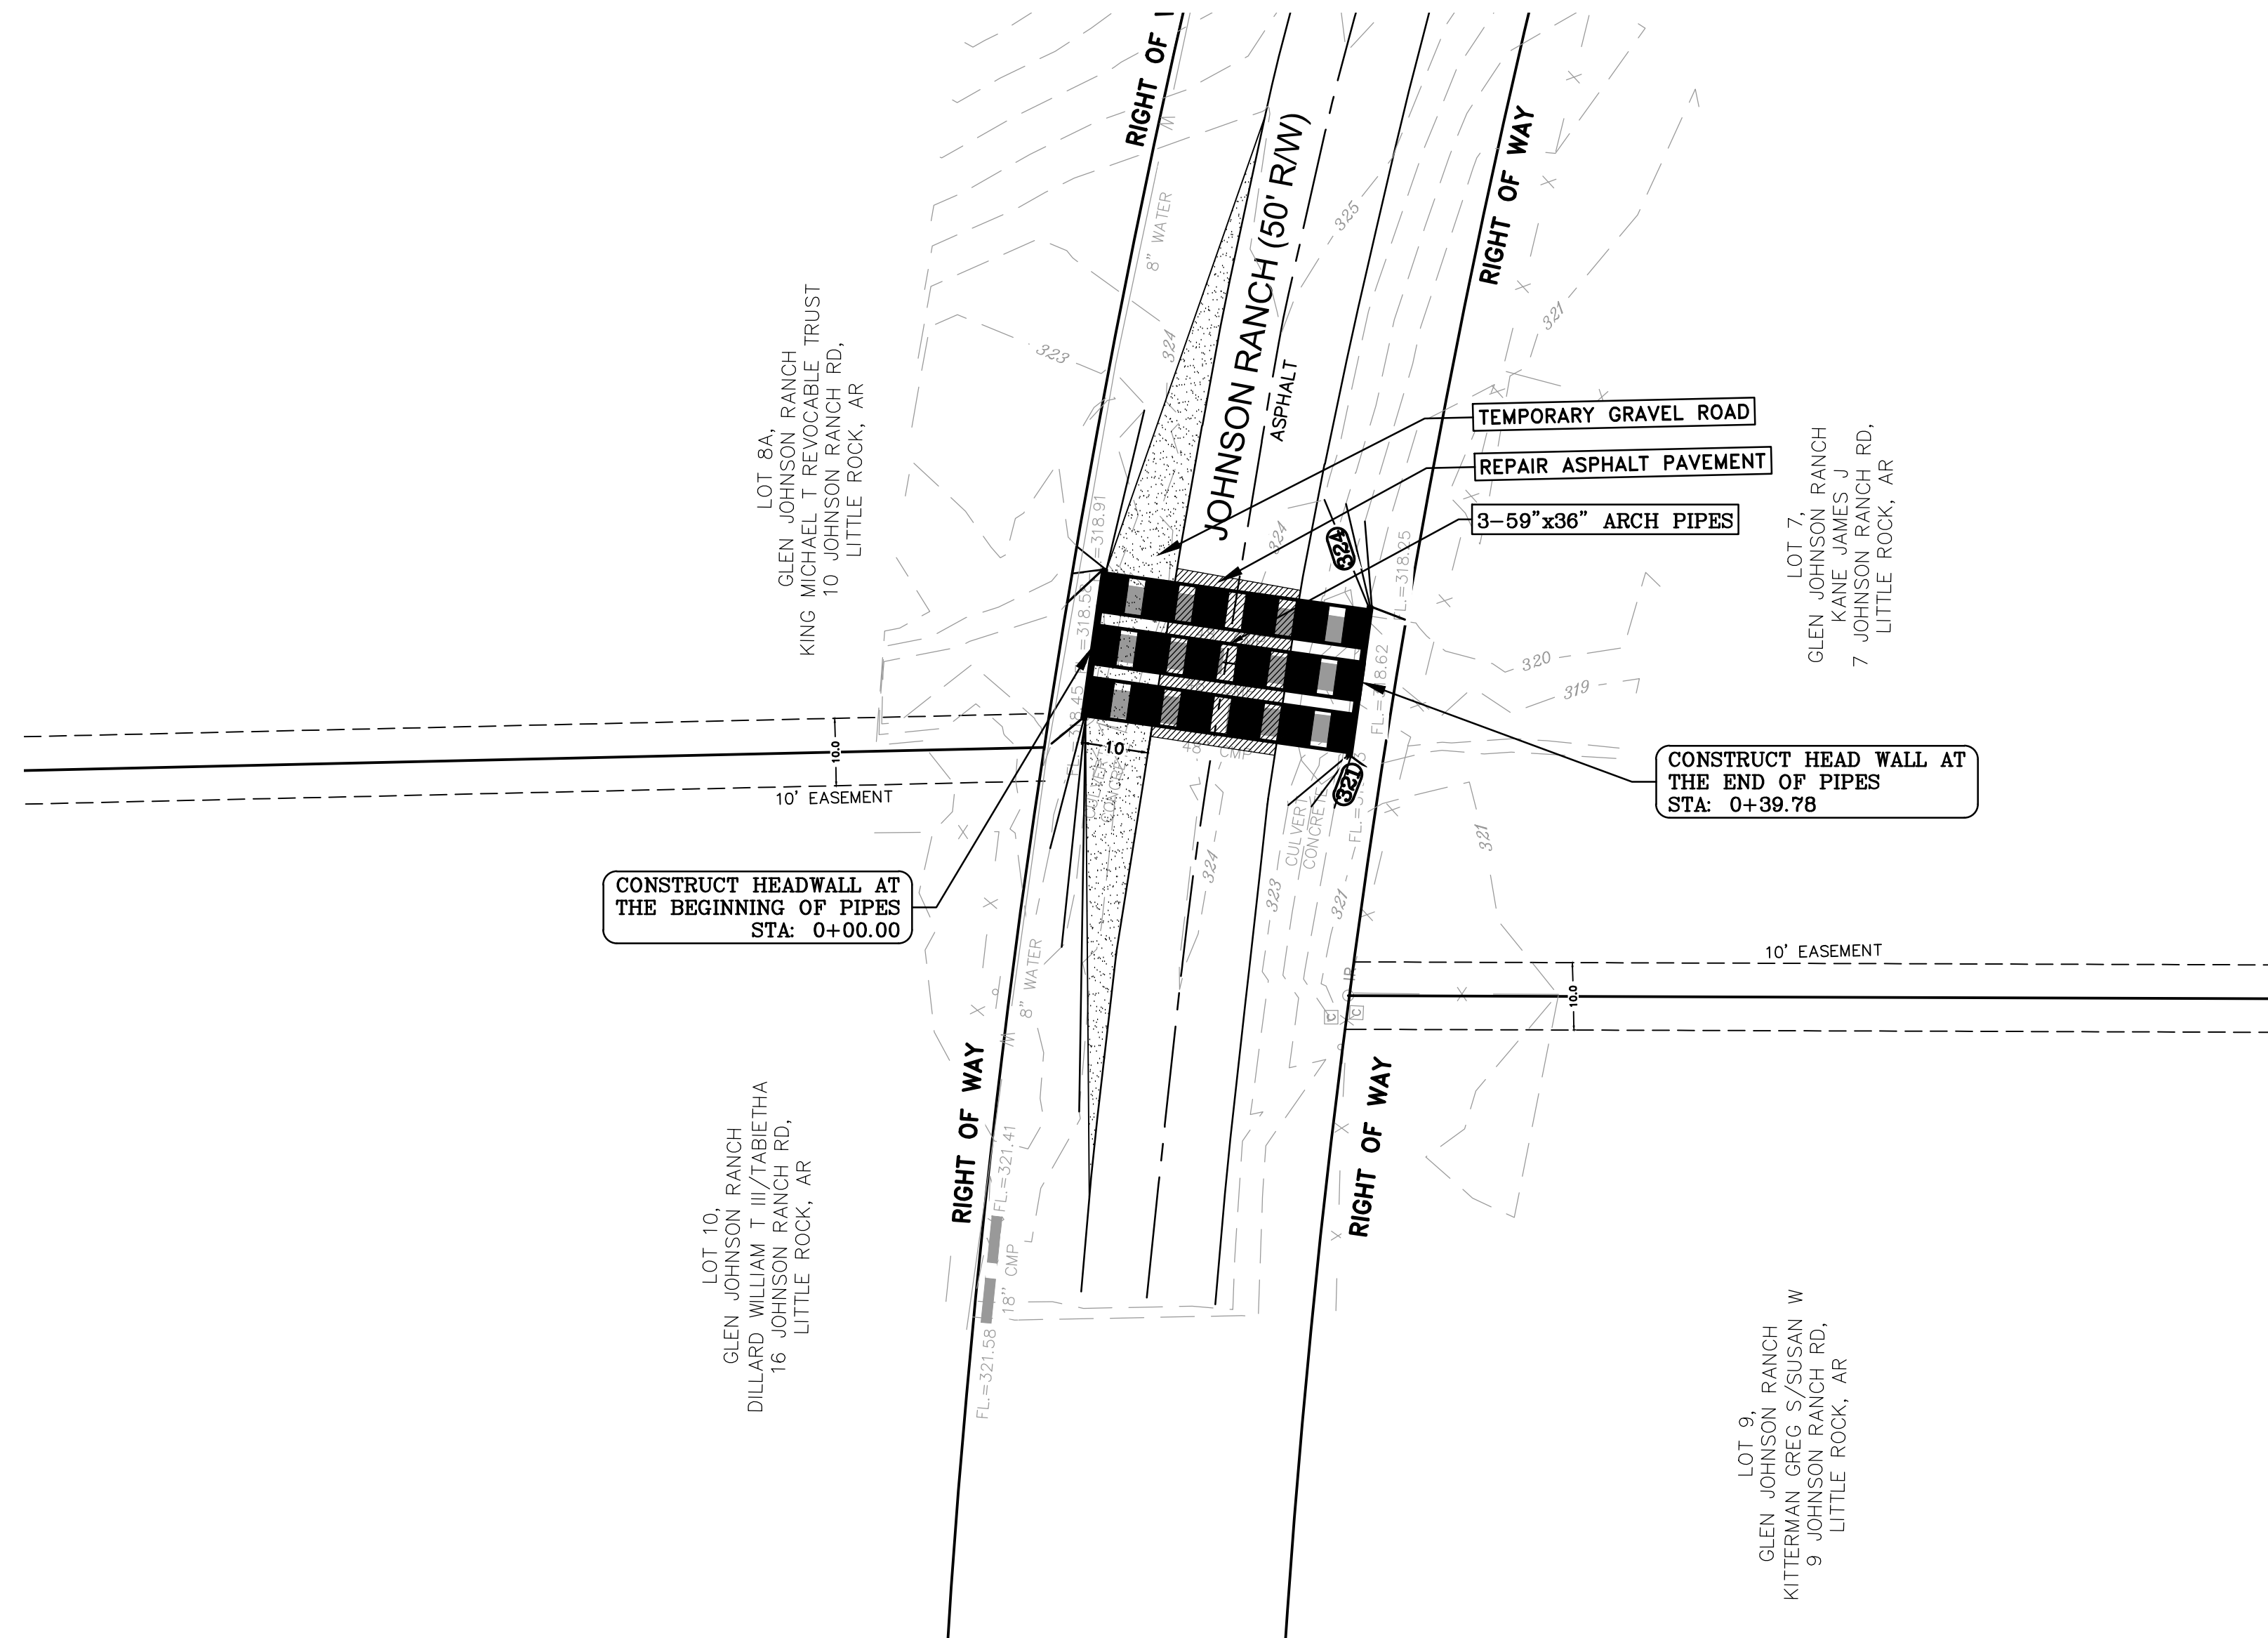 RIGHT OF
RIGHT OF WAY
8" WATER
JOHNSON RANCH (50' R/W)
ASPHALT
325
321
323
324
LOT 8A,
GLEN JOHNSON RANCH
KING MICHAEL T REVOCABLE TRUST
10 JOHNSON RANCH RD,
LITTLE ROCK, AR
TEMPORARY GRAVEL ROAD
REPAIR ASPHALT PAVEMENT
3-59"x36" ARCH PIPES
LOT 7,
GLEN JOHNSON RANCH
KANE JAMES J
7 JOHNSON RANCH RD,
LITTLE ROCK, AR
324
324
FL.=318.25
320
319
10.0
10' EASEMENT
10
CMP
321
CONSTRUCT HEAD WALL AT
THE END OF PIPES
STA: 0+39.78
CONSTRUCT HEADWALL AT
THE BEGINNING OF PIPES
STA: 0+00.00
324
323
321
321
CULVERT
CONCRETE
8" WATER
10' EASEMENT
10.0
C
C
RIGHT OF WAY
RIGHT OF WAY
FL.=321.41
18" CMP
FL.=321.58
LOT 10,
GLEN JOHNSON RANCH
DILLARD WILLIAM T III/TABIETHA
16 JOHNSON RANCH RD,
LITTLE ROCK, AR
LOT 9,
GLEN JOHNSON RANCH
KITTERMAN GREG S/SUSAN W
9 JOHNSON RANCH RD,
LITTLE ROCK, AR